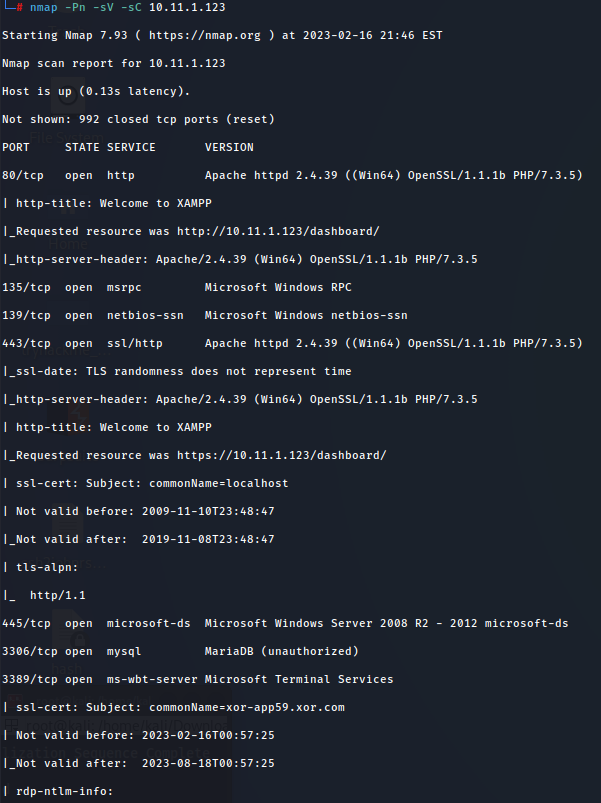 └─# nmap -Pn -sV -sC 10.11.1.123
Starting Nmap 7.93 ( https://nmap.org ) at 2023-02-16 21:46 EST
Nmap scan report for 10.11.1.123
Host is up (0.13s latency).
Not shown: 992 closed tcp ports (reset)
PORT     STATE SERVICE       VERSION
80/tcp   open  http          Apache httpd 2.4.39 ((Win64) OpenSSL/1.1.1b PHP/7.3.5)
| http-title: Welcome to XAMPP
|_Requested resource was http://10.11.1.123/dashboard/
|_http-server-header: Apache/2.4.39 (Win64) OpenSSL/1.1.1b PHP/7.3.5
135/tcp  open  msrpc         Microsoft Windows RPC
139/tcp  open  netbios-ssn   Microsoft Windows netbios-ssn
443/tcp  open  ssl/http      Apache httpd 2.4.39 ((Win64) OpenSSL/1.1.1b PHP/7.3.5)
|_ssl-date: TLS randomness does not represent time
|_http-server-header: Apache/2.4.39 (Win64) OpenSSL/1.1.1b PHP/7.3.5
| http-title: Welcome to XAMPP
|_Requested resource was https://10.11.1.123/dashboard/
| ssl-cert: Subject: commonName=localhost
| Not valid before: 2009-11-10T23:48:47
|_Not valid after:  2019-11-08T23:48:47
| tls-alpn:
|_  http/1.1
445/tcp  open  microsoft-ds  Microsoft Windows Server 2008 R2 - 2012 microsoft-ds
3306/tcp open  mysql         MariaDB (unauthorized)
3389/tcp open  ms-wbt-server Microsoft Terminal Services
| ssl-cert: Subject: commonName=xor-app59.xor.com
| Not valid before: 2023-02-16T00:57:25
|_Not valid after:  2023-08-18T00:57:25
| rdp-ntlm-info: